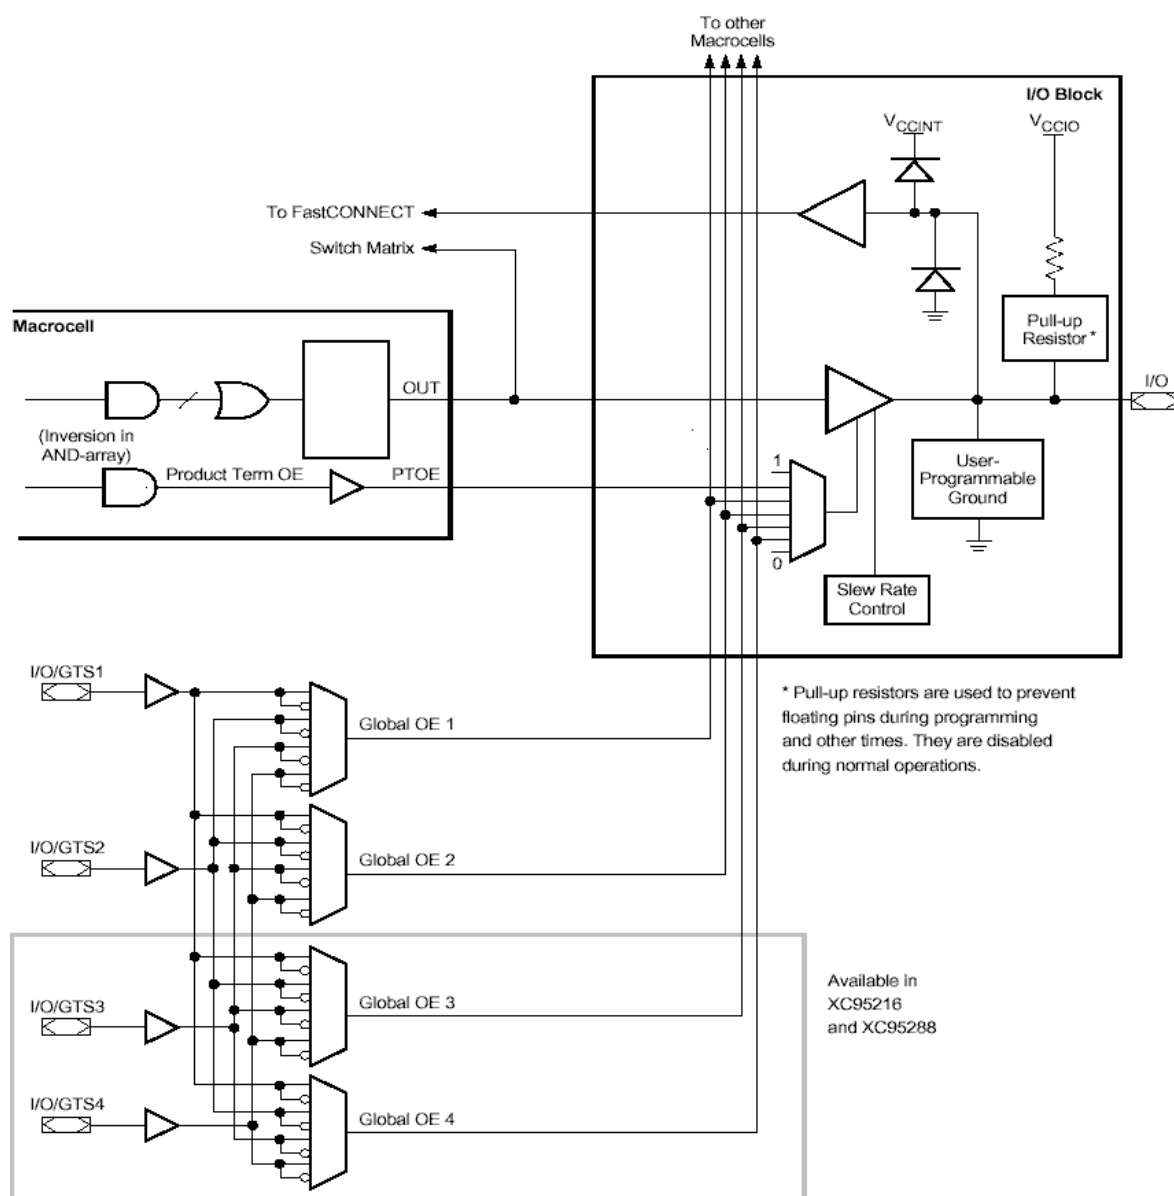 To other
Macrocells
I/O Block
VCCINT
VCCIO
To FastCONNECT
Switch Matrix
Macrocell
Pull-up
Resistor*
OUT
I/O
(Inversion in
AND-array)
Product Term OE
PTOE
1
User-
Programmable
Ground
0
Slew Rate
Control
I/O/GTS1
Global OE 1
* Pull-up resistors are used to prevent
floating pins during programming
and other times. They are disabled
during normal operations.
I/O/GTS2
Global OE 2
I/O/GTS3
Global OE 3
Available in
XC95216
and XC95288
I/O/GTS4
Global OE 4